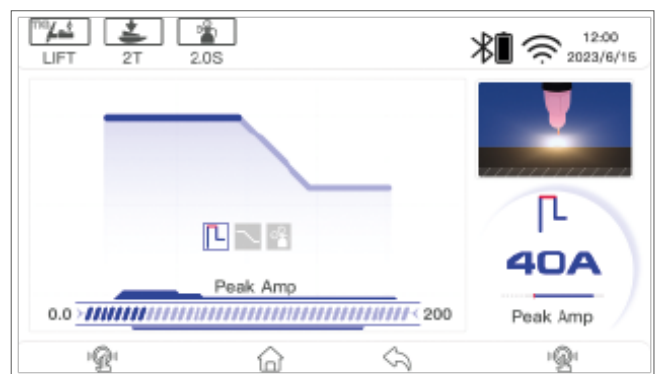 TIG
LIFT
2T
2.0S
12:00
2023/6/15
Peak Amp
0.0
200
40A
Peak Amp